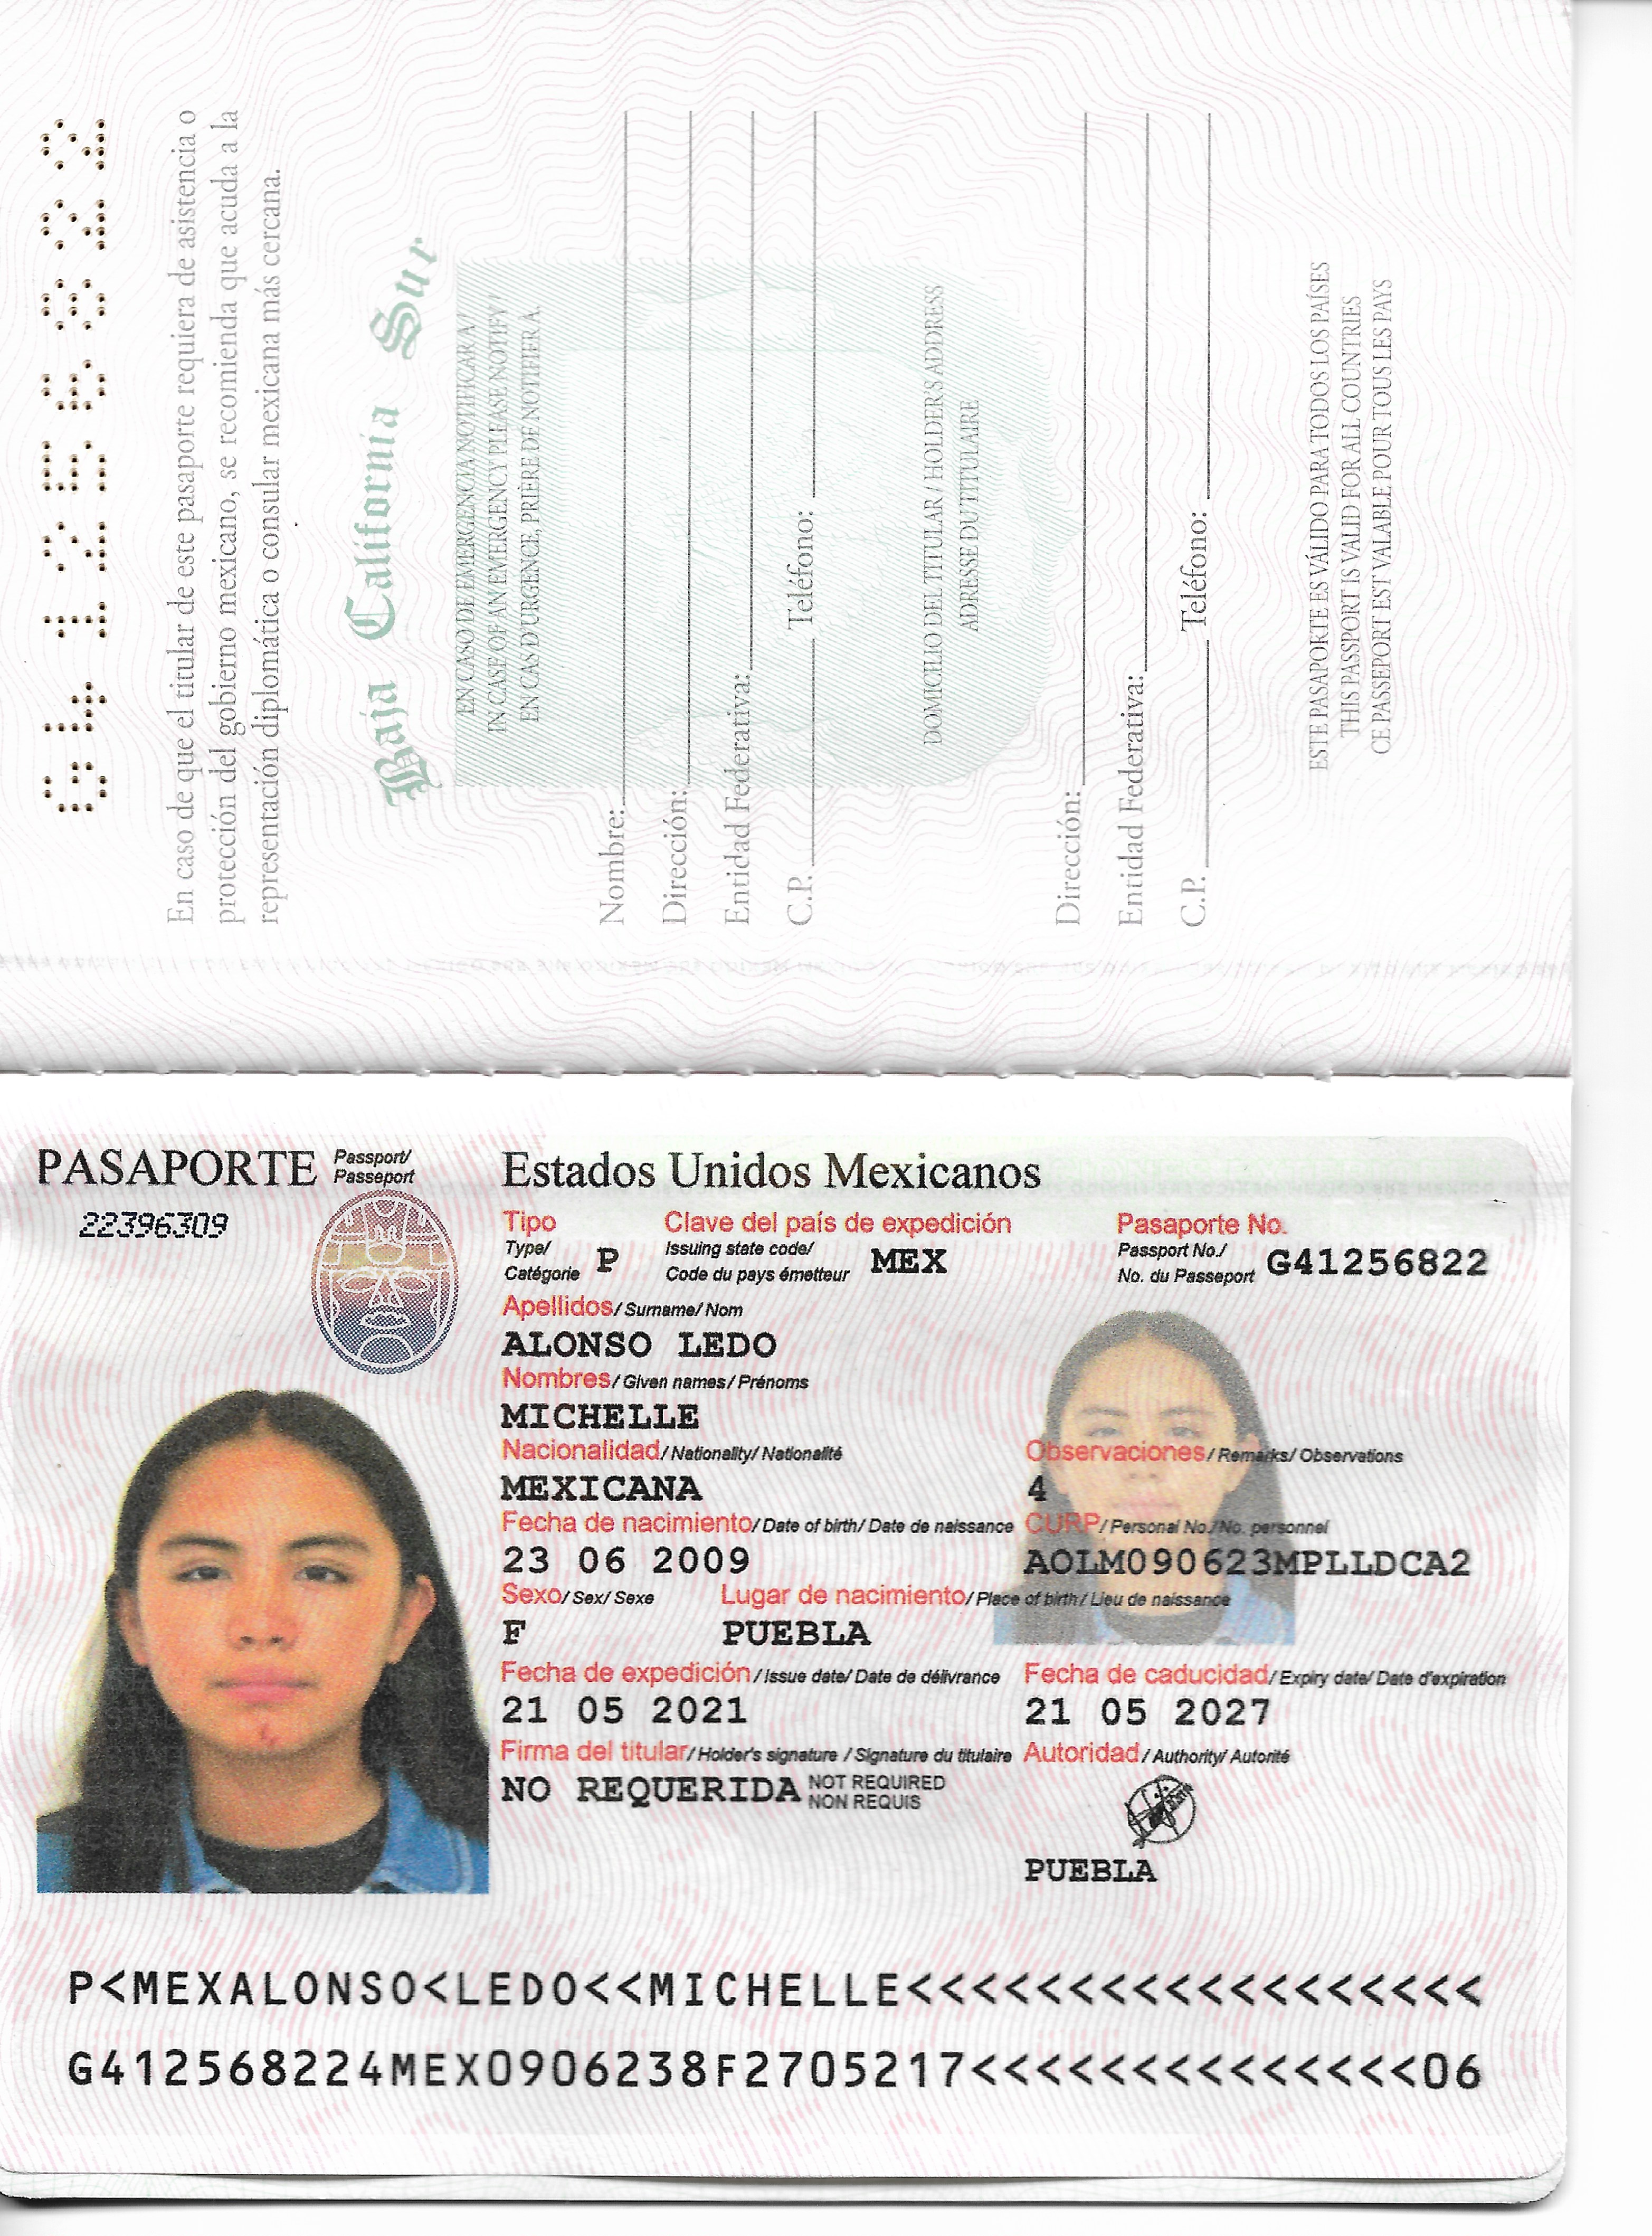 G41256822
En caso de que el titular de este pasaporte requiera de asistencia o
protección del gobierno mexicano, se recomienda que acuda a la
representación diplomática o consular mexicana más cercana.
Baja California Sur
EN CASO DE EMERGENCIA NOTIFICAR A/
IN CASE OF AN EMERGENCY PLEASE NOTIFY/
EN CAS D'URGENCE, PRIÈRE DE NOTIFIER A.
Nombre:
Dirección:
Entidad Federativa:
C.P. Teléfono:
DOMICILIO DEL TITULAR / HOLDER'S ADDRESS
ADRESSE DU TITULAIRE
Dirección:
Entidad Federativa:
C.P. Teléfono:
ESTE PASAPORTE ES VÁLIDO PARA TODOS LOS PAÍSES
THIS PASSPORT IS VALID FOR ALL COUNTRIES
CE PASSEPORT EST VALABLE POUR TOUS LES PAYS
PASAPORTE Passport/ Passeport
Estados Unidos Mexicanos
22396309
Tipo Clave del país de expedición Pasaporte No.
Type/ Catégorie P Issuing state code/ Code du pays émetteur MEX Passport No./ No. du Passeport G41256822
Apellidos/ Surname/ Nom
ALONSO LEDO
Nombres/ Given names/ Prénoms
MICHELLE
Nacionalidad/ Nationality/ Nationalité Observaciones/ Remarks/ Observations
MEXICANA 4
Fecha de nacimiento/ Date of birth/ Date de naissance CURP/ Personal No./No. personnel
23 06 2009 AOLM090623MPLLDCA2
Sexo/ Sex/ Sexe Lugar de nacimiento/ Place of birth/ Lieu de naissance
F PUEBLA
Fecha de expedición/ Issue date/ Date de délivrance Fecha de caducidad/ Expiry date/ Date d'expiration
21 05 2021 21 05 2027
Firma del titular/ Holder's signature / Signature du titulaire Autoridad/ Authority/ Autorité
NO REQUERIDA NOT REQUIRED NON REQUIS
PUEBLA
P<MEXALONSO<LEDO<<MICHELLE<<<<<<<<<<<<<<<<<<
G412568224MEX0906238F2705217<<<<<<<<<<<<<<06